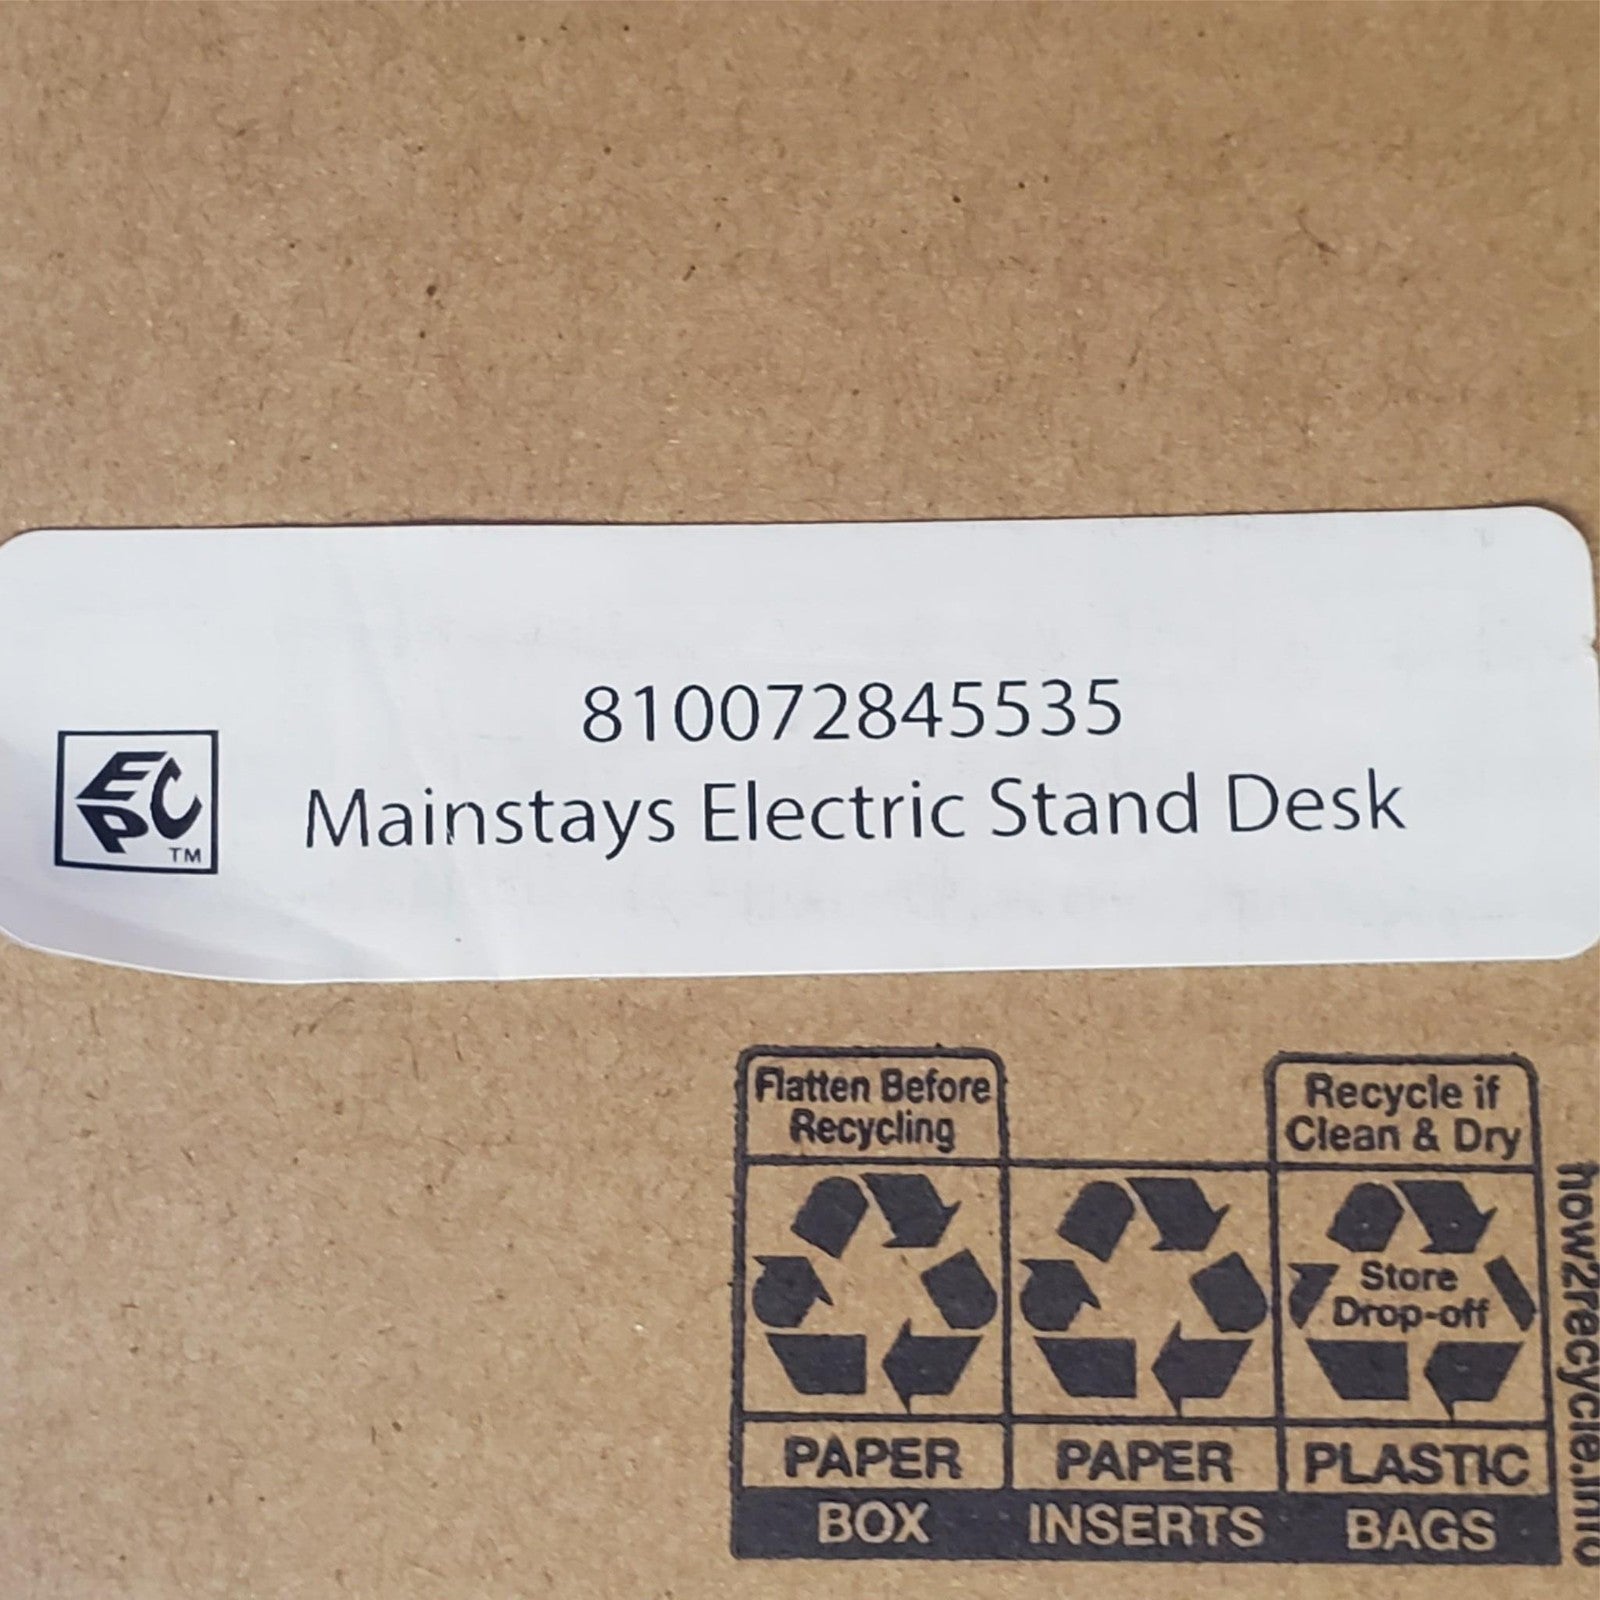 810072845535
Mainstays Electric Stand Desk
EPC
TM
Flatten Before
Recycling
Recycle if
Clean & Dry
Store
Drop-off
PAPER
BOX
PAPER
INSERTS
PLASTIC
BAGS
how2recycle.info